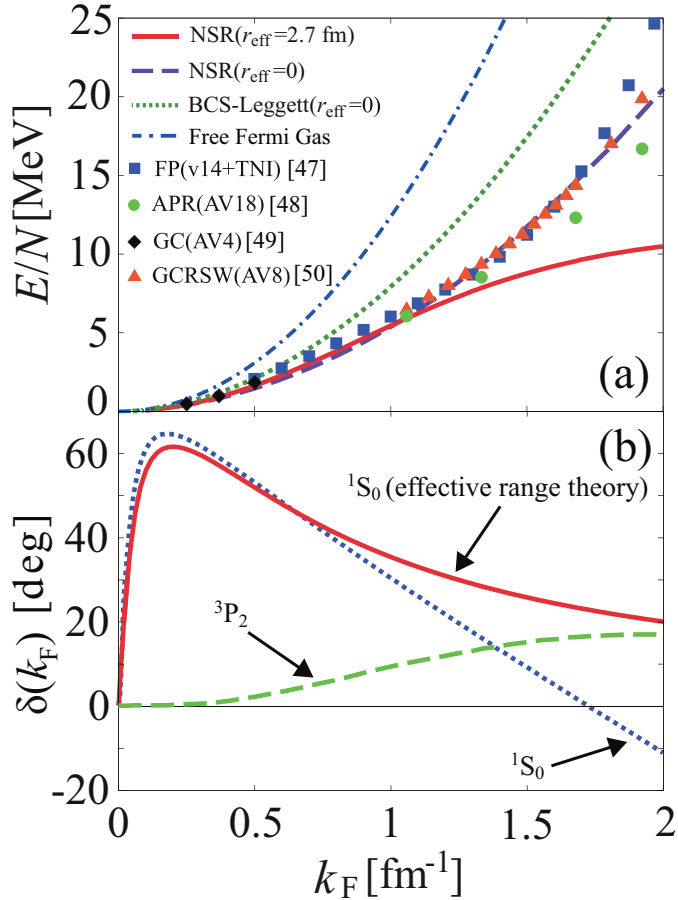 25
20
15
10
5
0
E/N[MeV]
NSR(r_eff=2.7 fm)
NSR(r_eff=0)
BCS-Leggett(r_eff=0)
Free Fermi Gas
FP(v14+TNI) [47]
APR(AV18) [48]
GC(AV4) [49]
GCRSW(AV8) [50]
(a)
60
40
20
0
-20
δ(k_F) [deg]
(b)
¹S₀ (effective range theory)
³P₂
¹S₀
0 0.5 1 1.5 2
k_F [fm⁻¹]